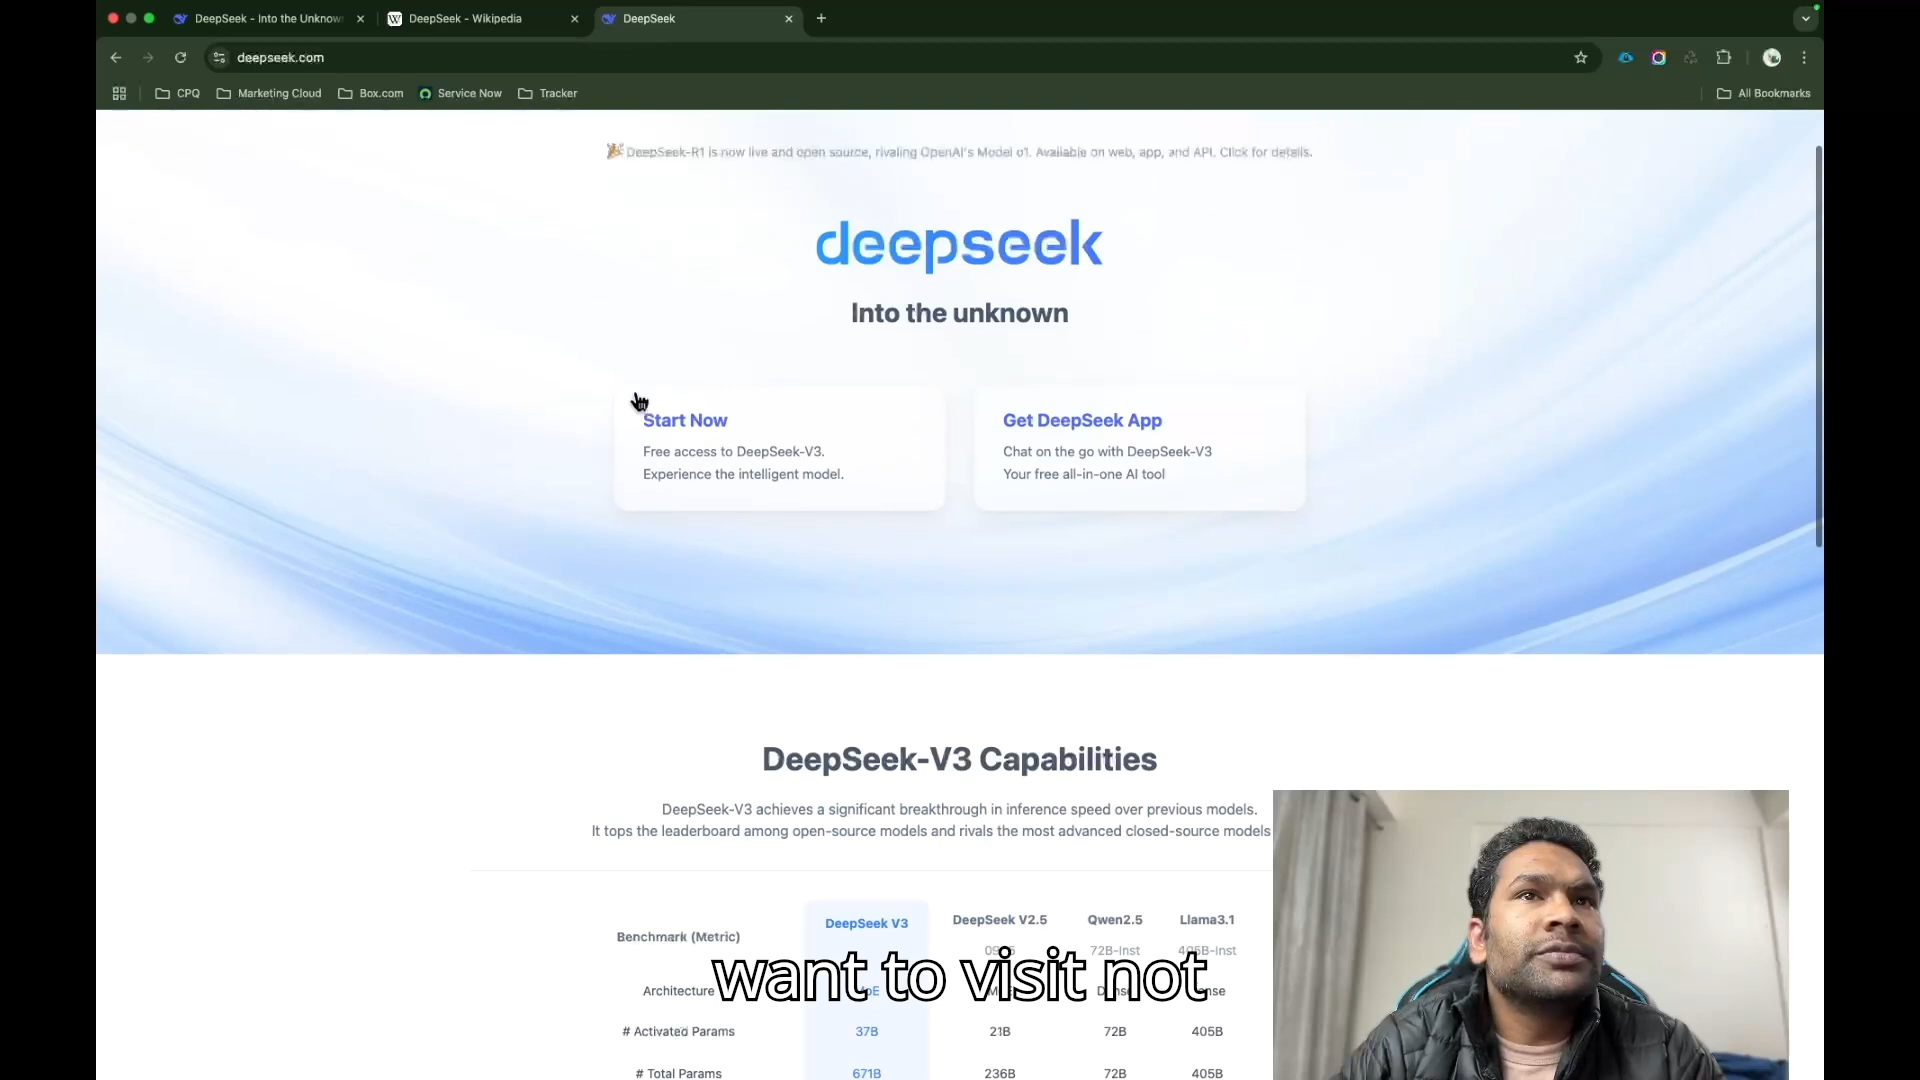 DeepSeek - Into the Unknown
DeepSeek - Wikipedia
DeepSeek
deepseek.com
CPQ
Marketing Cloud
Box.com
Service Now
Tracker
All Bookmarks
DeepSeek-R1 is now live and open source, rivaling OpenAI's Model o1. Available on web, app, and API. Click for details.
deepseek
Into the unknown
Start Now
Free access to DeepSeek-V3.
Experience the intelligent model.
Get DeepSeek App
Chat on the go with DeepSeek-V3
Your free all-in-one AI tool
DeepSeek-V3 Capabilities
DeepSeek-V3 achieves a significant breakthrough in inference speed over previous models.
It tops the leaderboard among open-source models and rivals the most advanced closed-source models
Benchmark (Metric)
DeepSeek V3
DeepSeek V2.5
Qwen2.5
Llama3.1
72B-Inst
405B-Inst
want to visit not
Architecture
# Activated Params
37B
21B
72B
405B
# Total Params
671B
236B
72B
405B